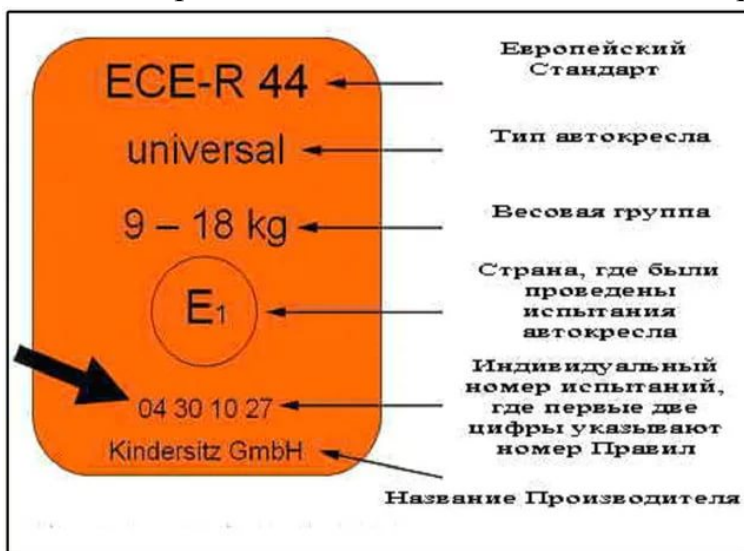 ECE-R 44
Европейский
Стандарт
universal
Тип автокресла
9 – 18 kg
Весовая группа
E1
Страна, где были
проведены
испытания
автокресла
04 30 10 27
Индивидуальный
номер испытаний,
где первые две
цифры указывают
номер Правил
Kindersitz GmbH
Название Производителя